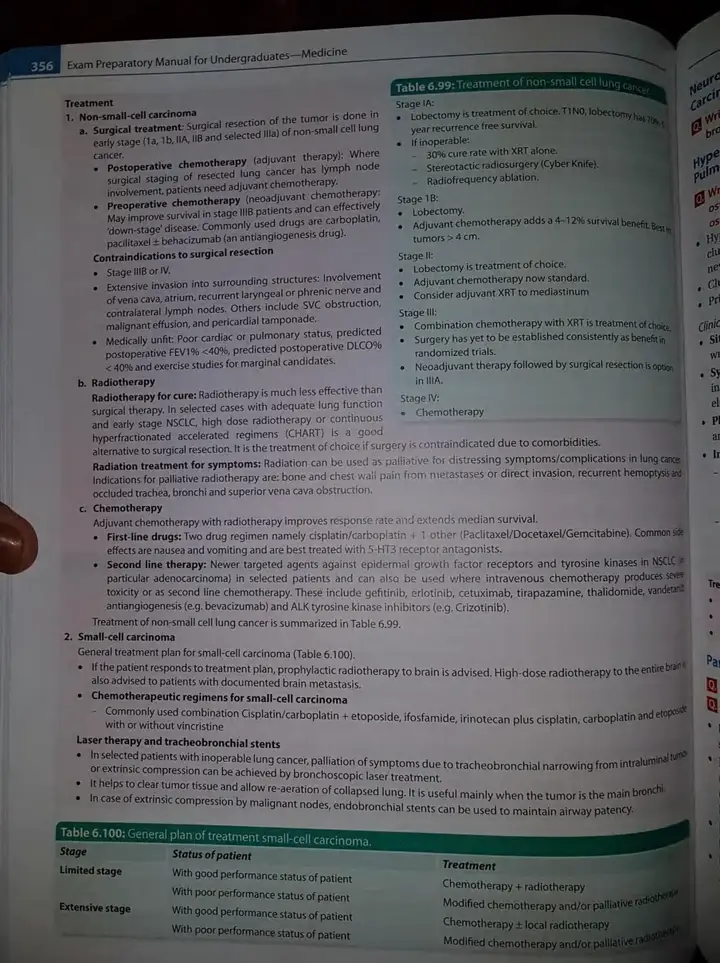 356 Exam Preparatory Manual for Undergraduates—Medicine
Treatment
1. Non-small-cell carcinoma
a. Surgical treatment: Surgical resection of the tumor is done in
early stage (1a, 1b, IIA, IIB and selected IIIa) of non-small cell lung
cancer.
• Postoperative chemotherapy (adjuvant therapy): Where
surgical staging of resected lung cancer has lymph node
involvement, patients need adjuvant chemotherapy.
• Preoperative chemotherapy (neoadjuvant chemotherapy:
May improve survival in stage IIIB patients and can effectively
'down-stage' disease. Commonly used drugs are carboplatin,
pacilitaxel ± behacizumab (an antiangiogenesis drug).
Contraindications to surgical resection
• Stage IIIB or IV.
• Extensive invasion into surrounding structures: Involvement
of vena cava, atrium, recurrent laryngeal or phrenic nerve and
contralateral lymph nodes. Others include SVC obstruction,
malignant effusion, and pericardial tamponade.
• Medically unfit: Poor cardiac or pulmonary status, predicted
postoperative FEV1% <40%, predicted postoperative DLCO%
< 40% and exercise studies for marginal candidates.
b. Radiotherapy
Radiotherapy for cure: Radiotherapy is much less effective than
surgical therapy. In selected cases with adequate lung function
and early stage NSCLC, high dose radiotherapy or continuous
hyperfractionated accelerated regimens (CHART) is a good
alternative to surgical resection. It is the treatment of choice if surgery is contraindicated due to comorbidities.
Radiation treatment for symptoms: Radiation can be used as palliative for distressing symptoms/complications in lung cancer.
Indications for palliative radiotherapy are: bone and chest wall pain from metastases or direct invasion, recurrent hemoptysis and
occluded trachea, bronchi and superior vena cava obstruction.
c. Chemotherapy
Adjuvant chemotherapy with radiotherapy improves response rate and extends median survival.
• First-line drugs: Two drug regimen namely cisplatin/carboplatin + 1 other (Paclitaxel/Docetaxel/Gemcitabine). Common side
effects are nausea and vomiting and are best treated with 5-HT3 receptor antagonists.
• Second line therapy: Newer targeted agents against epidermal growth factor receptors and tyrosine kinases in NSCLC in
particular adenocarcinoma) in selected patients and can also be used where intravenous chemotherapy produces severe
toxicity or as second line chemotherapy. These include gefitinib, erlotinib, cetuximab, tirapazamine, thalidomide, vandetanib
antiangiogenesis (e.g. bevacizumab) and ALK tyrosine kinase inhibitors (e.g. Crizotinib).
Treatment of non-small cell lung cancer is summarized in Table 6.99.
2. Small-cell carcinoma
General treatment plan for small-cell carcinoma (Table 6.100).
• If the patient responds to treatment plan, prophylactic radiotherapy to brain is advised. High-dose radiotherapy to the entire brain is
also advised to patients with documented brain metastasis.
• Chemotherapeutic regimens for small-cell carcinoma
– Commonly used combination Cisplatin/carboplatin + etoposide, ifosfamide, irinotecan plus cisplatin, carboplatin and etoposide
with or without vincristine
Laser therapy and tracheobronchial stents
• In selected patients with inoperable lung cancer, palliation of symptoms due to tracheobronchial narrowing from intraluminal tumor
or extrinsic compression can be achieved by bronchoscopic laser treatment.
• It helps to clear tumor tissue and allow re-aeration of collapsed lung. It is useful mainly when the tumor is the main bronchi.
• In case of extrinsic compression by malignant nodes, endobronchial stents can be used to maintain airway patency.
Table 6.99: Treatment of non-small cell lung cancer.
Stage IA:
• Lobectomy is treatment of choice. T1N0, lobectomy has
year recurrence free survival.
• If inoperable:
– 30% cure rate with XRT alone.
– Stereotactic radiosurgery (Cyber Knife).
– Radiofrequency ablation.
Stage 1B:
• Lobectomy.
• Adjuvant chemotherapy adds a 4–12% survival benefit. Best in
tumors > 4 cm.
Stage II:
• Lobectomy is treatment of choice.
• Adjuvant chemotherapy now standard.
• Consider adjuvant XRT to mediastinum
Stage III:
• Combination chemotherapy with XRT is treatment of choice.
• Surgery has yet to be established consistently as benefit in
randomized trials.
• Neoadjuvant therapy followed by surgical resection is option
in IIIA.
Stage IV:
• Chemotherapy
Table 6.100: General plan of treatment small-cell carcinoma.
Stage Status of patient Treatment
Limited stage With good performance status of patient Chemotherapy + radiotherapy
With poor performance status of patient Modified chemotherapy and/or palliative radiotherapy
Extensive stage With good performance status of patient Chemotherapy ± local radiotherapy
With poor performance status of patient Modified chemotherapy and/or palliative radiotherapy